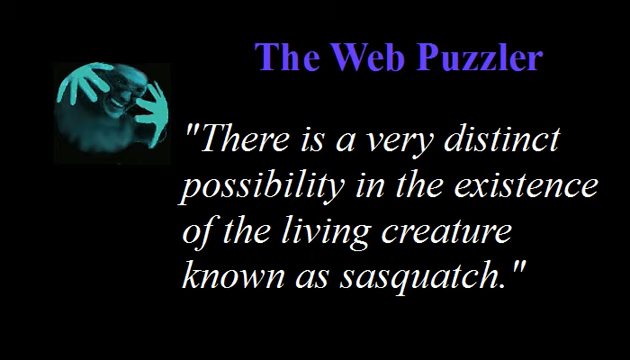 The Web Puzzler
"There is a very distinct
possibility in the existence
of the living creature
known as sasquatch."